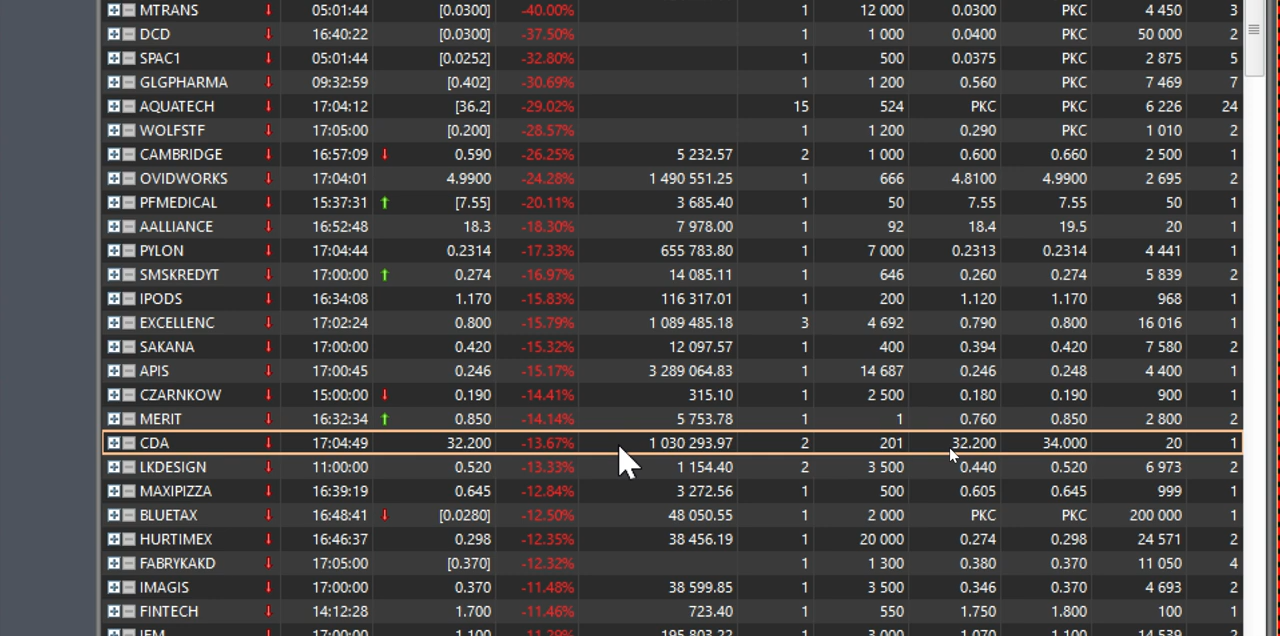 MTRANS 05:01:44 [0.0300] -40.00% 1 12 000 0.0300 PKC 4 450 3
DCD 16:40:22 [0.0300] -37.50% 1 1 000 0.0400 PKC 50 000 2
SPAC1 05:01:44 [0.0252] -32.80% 1 500 0.0375 PKC 2 875 5
GLGPHARMA 09:32:59 [0.402] -30.69% 1 1 200 0.560 PKC 7 469 7
AQUATECH 17:04:12 [36.2] -29.02% 15 524 PKC PKC 6 226 24
WOLFSTF 17:05:00 [0.200] -28.57% 1 1 200 0.290 PKC 1 010 2
CAMBRIDGE 16:57:09 0.590 -26.25% 5 232.57 2 1 000 0.600 0.660 2 500 1
OVIDWORKS 17:04:01 4.9900 -24.28% 1 490 551.25 1 666 4.8100 4.9900 2 695 2
PFMEDICAL 15:37:31 [7.55] -20.11% 3 685.40 1 50 7.55 7.55 50 1
AALLIANCE 16:52:48 18.3 -18.30% 7 978.00 1 92 18.4 19.5 20 1
PYLON 17:04:44 0.2314 -17.33% 655 783.80 1 7 000 0.2313 0.2314 4 441 1
SMSKREDYT 17:00:00 0.274 -16.97% 14 085.11 1 646 0.260 0.274 5 839 2
IPODS 16:34:08 1.170 -15.83% 116 317.01 1 200 1.120 1.170 968 1
EXCELLENC 17:02:24 0.800 -15.79% 1 089 485.18 3 4 692 0.790 0.800 16 016 1
SAKANA 17:00:00 0.420 -15.32% 12 097.57 1 400 0.394 0.420 7 580 2
APIS 17:00:45 0.246 -15.17% 3 289 064.83 1 14 687 0.246 0.248 4 400 1
CZARNKOW 15:00:00 0.190 -14.41% 315.10 1 2 500 0.180 0.190 900 1
MERIT 16:32:34 0.850 -14.14% 5 753.78 1 1 0.760 0.850 2 800 2
CDA 17:04:49 32.200 -13.67% 1 030 293.97 2 201 32.200 34.000 20 1
LKDESIGN 11:00:00 0.520 -13.33% 1 154.40 2 3 500 0.440 0.520 6 973 2
MAXIPIZZA 16:39:19 0.645 -12.84% 3 272.56 1 500 0.605 0.645 999 1
BLUETAX 16:48:41 [0.0280] -12.50% 48 050.55 1 2 000 PKC PKC 200 000 1
HURTIMEX 16:46:37 0.298 -12.35% 38 456.19 1 20 000 0.274 0.298 24 571 2
FABRYKAKD 17:05:00 [0.370] -12.32% 1 1 300 0.380 0.370 11 050 4
IMAGIS 17:00:00 0.370 -11.48% 38 599.85 1 3 500 0.346 0.370 4 693 2
FINTECH 14:12:28 1.700 -11.46% 723.40 1 550 1.750 1.800 100 1
17:00:00 1.100 -11.29% 195 803.22 2 3 000 1.070 1.100 14 539 2